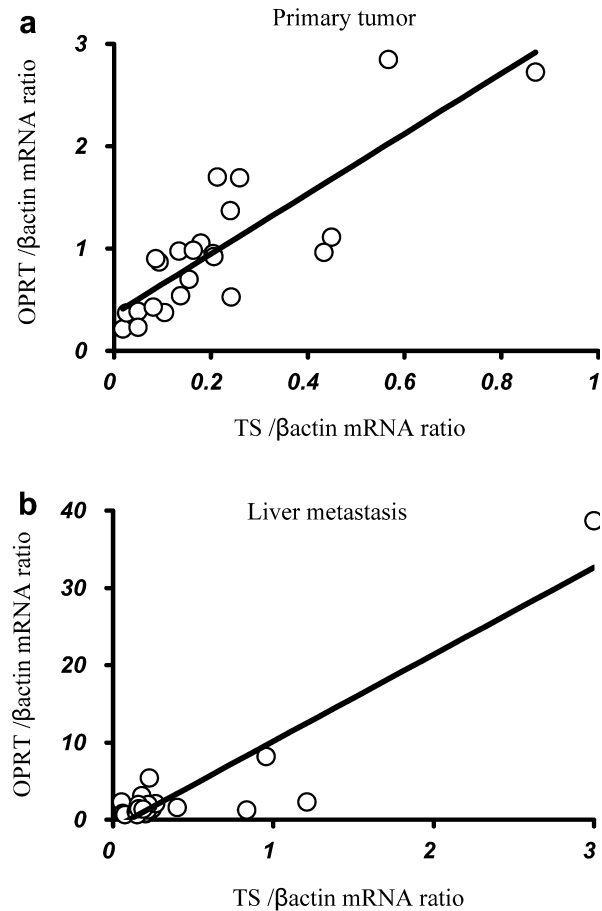 a
Primary tumor
3
2
1
0
OPRT /βactin mRNA ratio
0 0.2 0.4 0.6 0.8 1
TS /βactin mRNA ratio
b
Liver metastasis
40
30
20
10
0
OPRT /βactin mRNA ratio
0 1 2 3
TS /βactin mRNA ratio